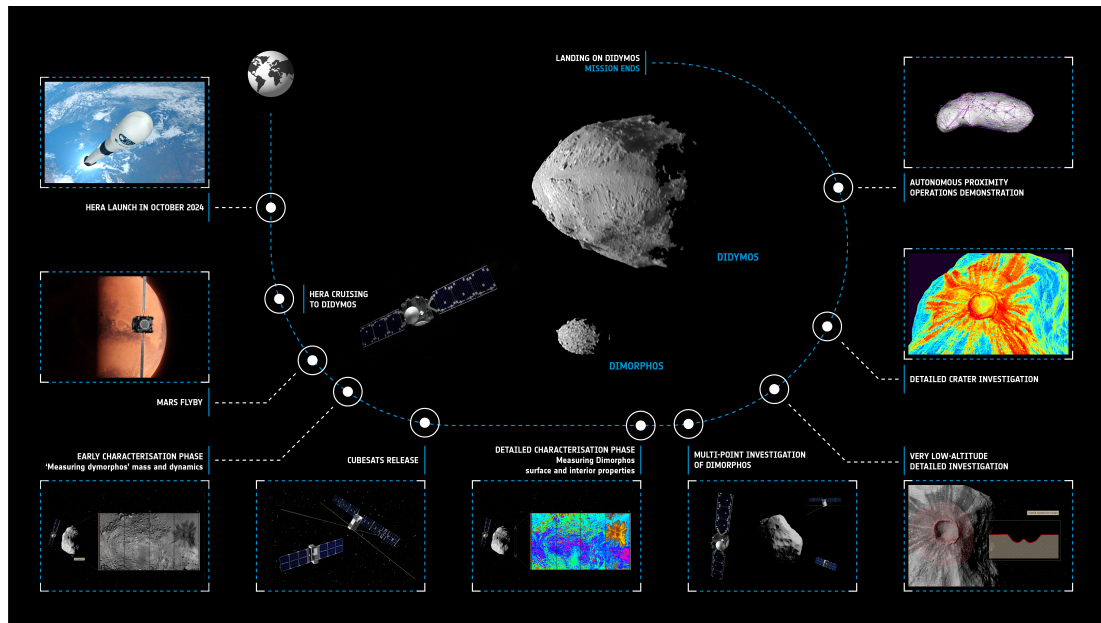 LANDING ON DIDYMOS
MISSION ENDS
HERA LAUNCH IN OCTOBER 2024
AUTONOMOUS PROXIMITY
OPERATIONS DEMONSTRATION
DIDYMOS
HERA CRUISING
TO DIDYMOS
DIMORPHOS
DETAILED CRATER INVESTIGATION
MARS FLYBY
EARLY CHARACTERISATION PHASE
'Measuring dymorphos' mass and dynamics
CUBESATS RELEASE
DETAILED CHARACTERISATION PHASE
Measuring Dimorphos
surface and interior properties
MULTI-POINT INVESTIGATION
OF DIMORPHOS
VERY LOW-ALTITUDE
DETAILED INVESTIGATION